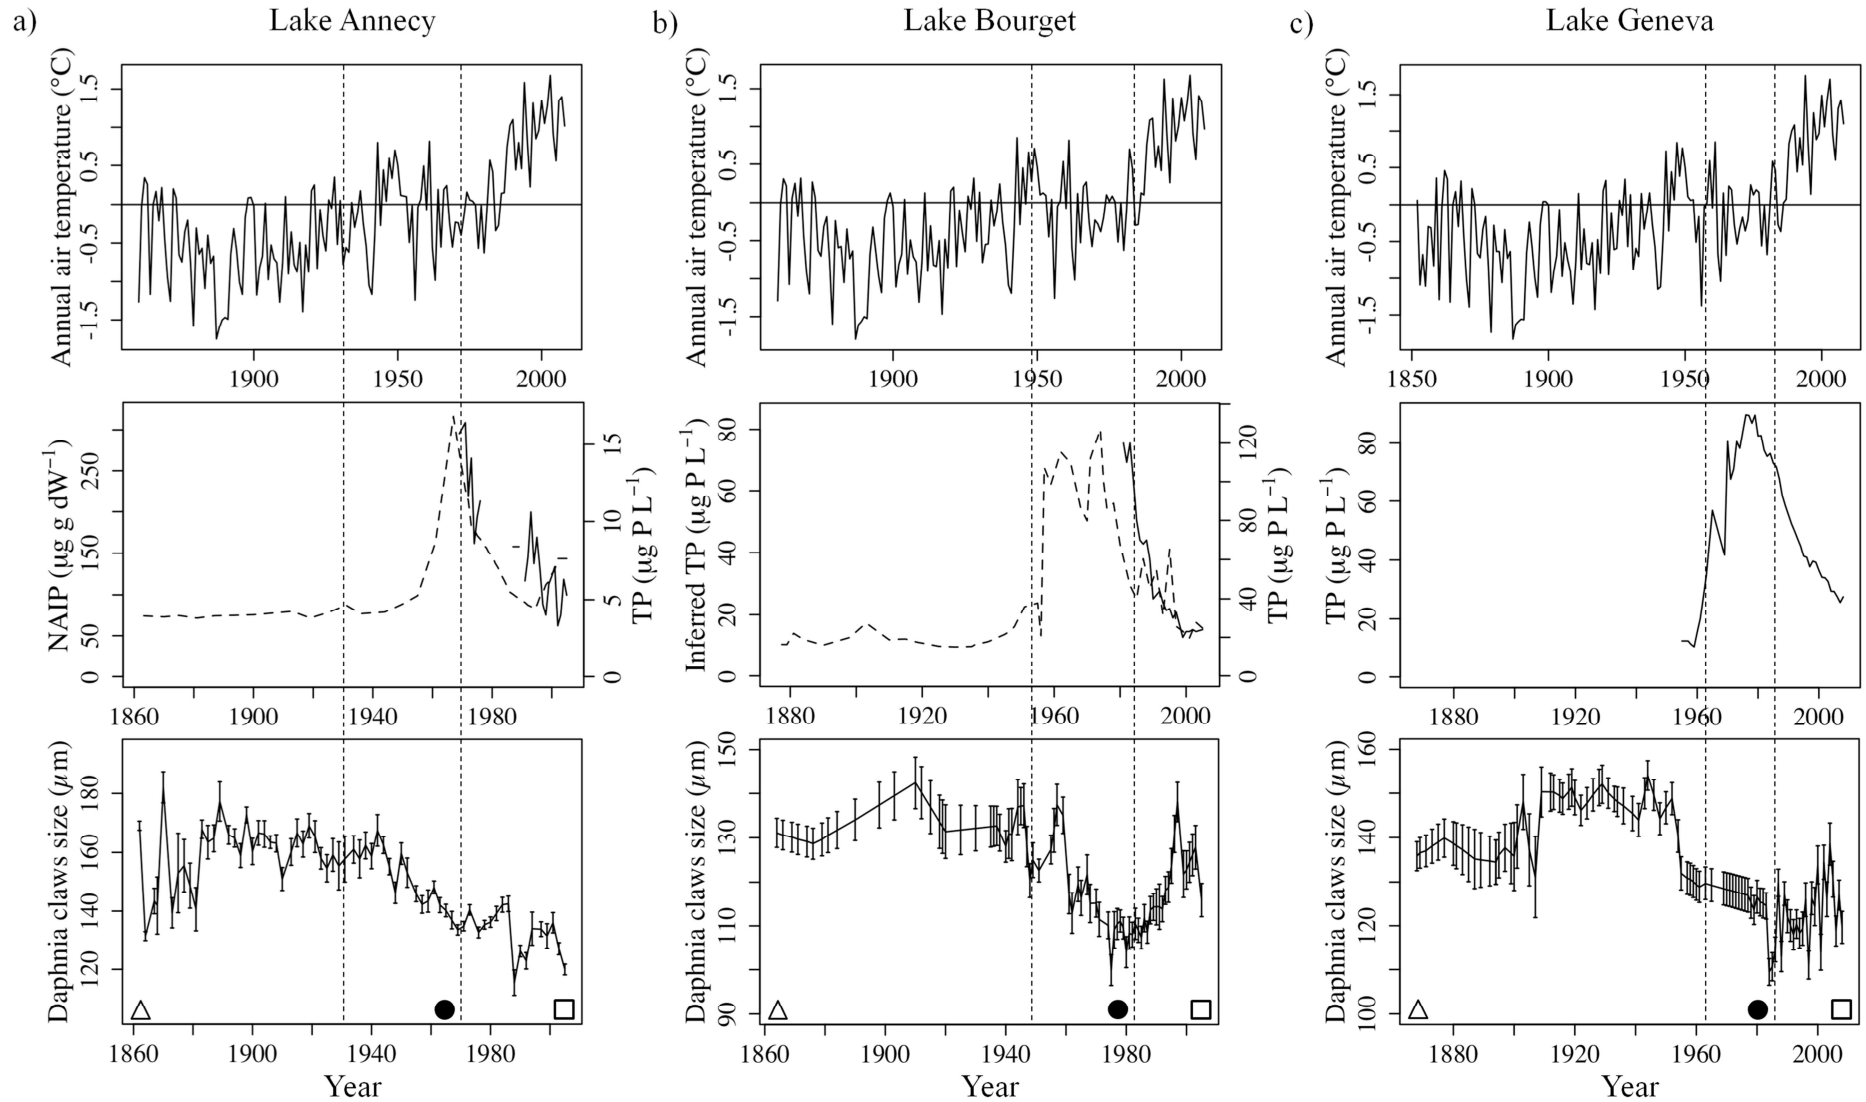 a) Lake Annecy b) Lake Bourget c) Lake Geneva
Annual air temperature (°C)
-1.5 -0.5 0.5 1.5
1900 1950 2000
Annual air temperature (°C)
-1.5 -0.5 0.5 1.5
1900 1950 2000
Annual air temperature (°C)
-1.5 -0.5 0.5 1.5
1850 1900 1950 2000
NAIP (µg g dW⁻¹)
0 50 150 250
TP (µg P L⁻¹)
0 5 10 15
1860 1900 1940 1980
Inferred TP (µg P L⁻¹)
0 20 40 60 80
TP (µg P L⁻¹)
0 40 80 120
1880 1920 1960 2000
TP (µg P L⁻¹)
0 20 40 60 80
1880 1920 1960 2000
Daphnia claws size (µm)
120 140 160 180
1860 1900 1940 1980
Year
Daphnia claws size (µm)
90 110 130 150
1860 1900 1940 1980
Year
Daphnia claws size (µm)
100 120 140 160
1880 1920 1960 2000
Year